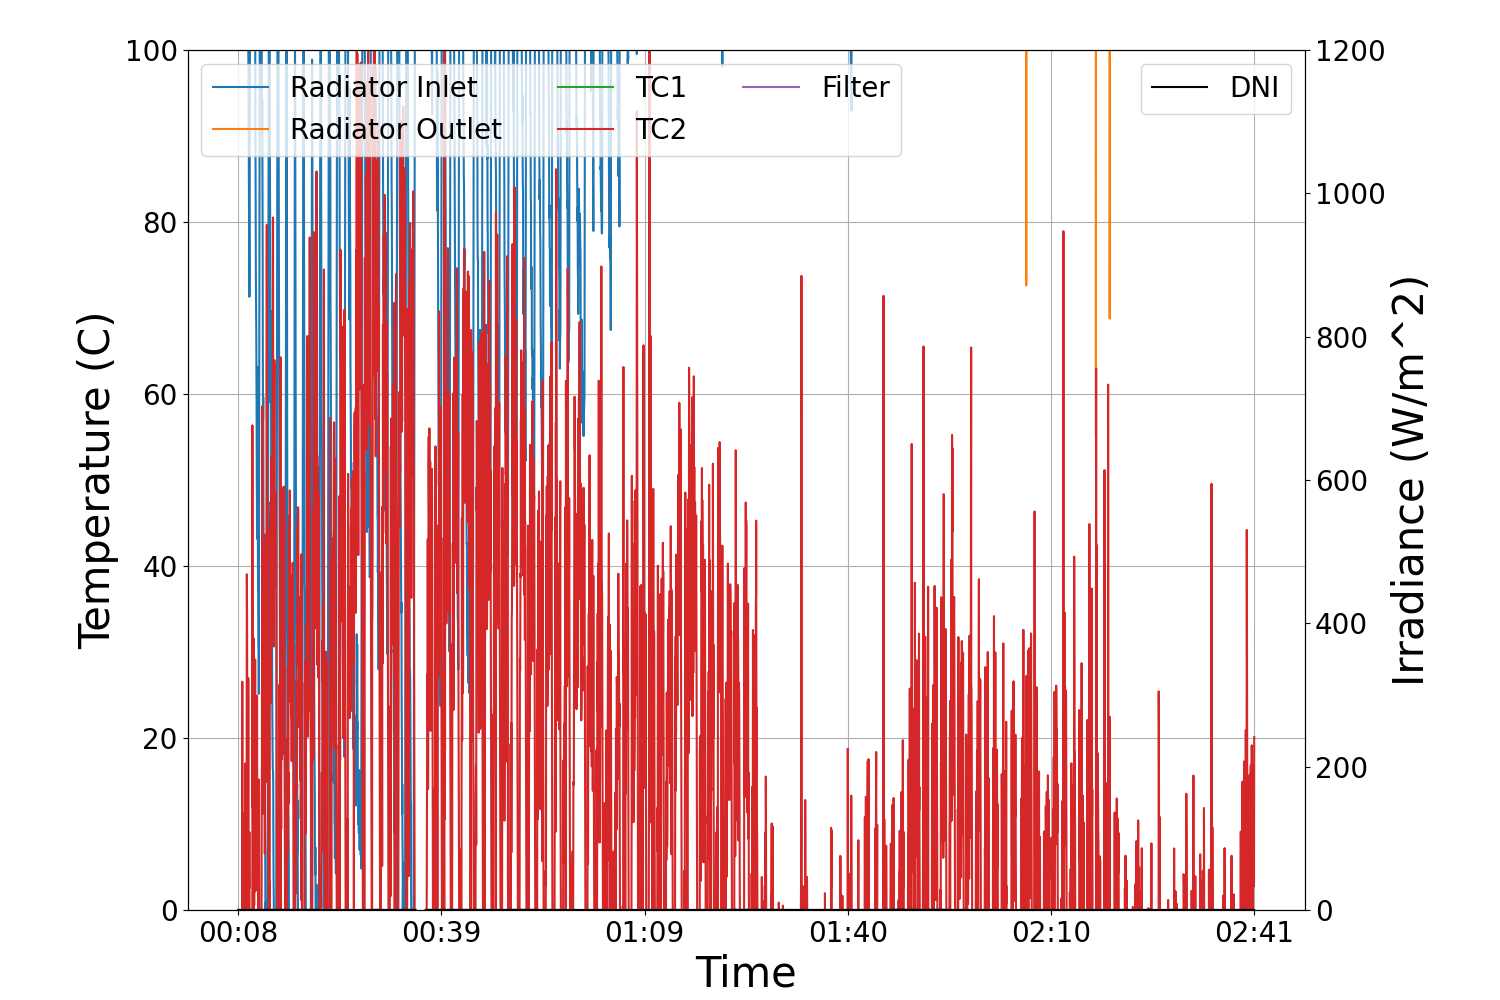 100
80
60
40
20
0
Temperature (C)
Radiator Inlet
Radiator Outlet
TC1
TC2
Filter
DNI
1200
1000
800
600
400
200
0
Irradiance (W/m^2)
00:08 00:39 01:09 01:40 02:10 02:41
Time